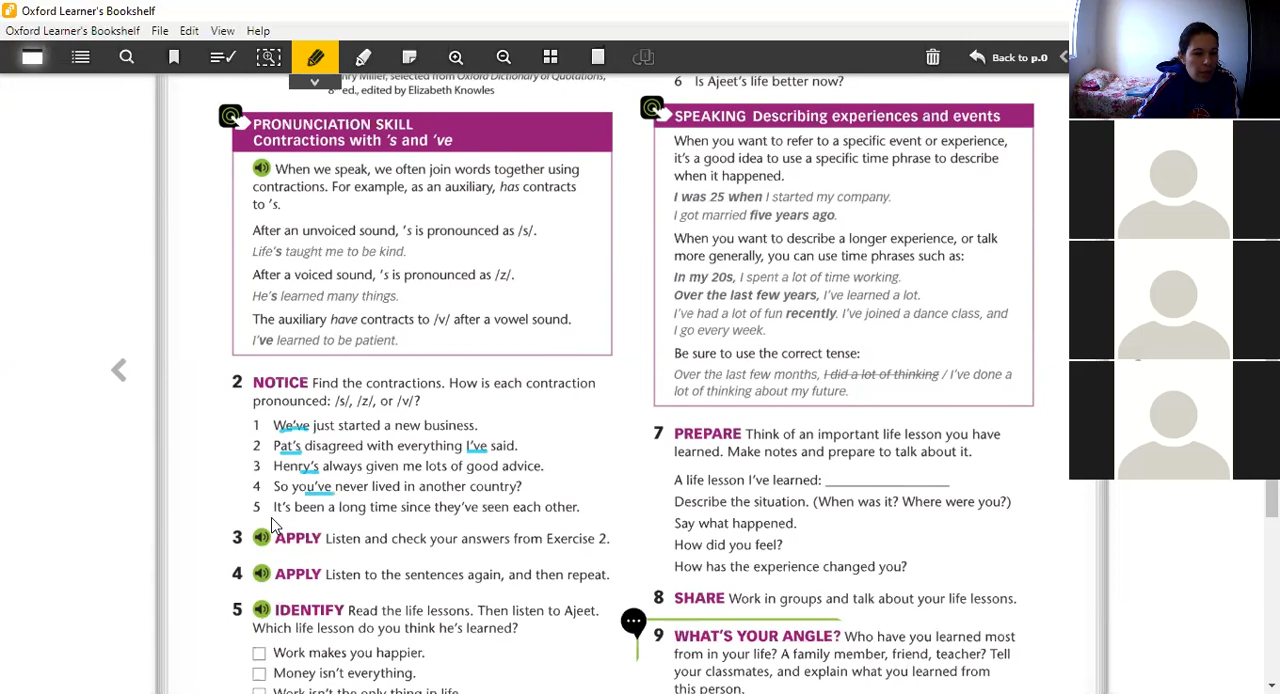 Oxford Learner's Bookshelf
Oxford Learner's Bookshelf File Edit View Help
Back to p.0
Henry Miller, selected from Oxford Dictionary of Quotations,
8 ed., edited by Elizabeth Knowles
PRONUNCIATION SKILL
Contractions with 's and 've
When we speak, we often join words together using
contractions. For example, as an auxiliary, has contracts
to 's.
After an unvoiced sound, 's is pronounced as /s/.
Life's taught me to be kind.
After a voiced sound, 's is pronounced as /z/.
He's learned many things.
The auxiliary have contracts to /v/ after a vowel sound.
I've learned to be patient.
2 NOTICE Find the contractions. How is each contraction
pronounced: /s/, /z/, or /v/?
1 We've just started a new business.
2 Pat's disagreed with everything I've said.
3 Henry's always given me lots of good advice.
4 So you've never lived in another country?
5 It's been a long time since they've seen each other.
3 APPLY Listen and check your answers from Exercise 2.
4 APPLY Listen to the sentences again, and then repeat.
5 IDENTIFY Read the life lessons. Then listen to Ajeet.
Which life lesson do you think he's learned?
Work makes you happier.
Money isn't everything.
Work isn't the only thing in life.
6 Is Ajeet's life better now?
SPEAKING Describing experiences and events
When you want to refer to a specific event or experience,
it's a good idea to use a specific time phrase to describe
when it happened.
I was 25 when I started my company.
I got married five years ago.
When you want to describe a longer experience, or talk
more generally, you can use time phrases such as:
In my 20s, I spent a lot of time working.
Over the last few years, I've learned a lot.
I've had a lot of fun recently. I've joined a dance class, and
I go every week.
Be sure to use the correct tense:
Over the last few months, I did a lot of thinking / I've done a
lot of thinking about my future.
7 PREPARE Think of an important life lesson you have
learned. Make notes and prepare to talk about it.
A life lesson I've learned: ______________
Describe the situation. (When was it? Where were you?)
Say what happened.
How did you feel?
How has the experience changed you?
8 SHARE Work in groups and talk about your life lessons.
9 WHAT'S YOUR ANGLE? Who have you learned most
from in your life? A family member, friend, teacher? Tell
your classmates, and explain what you learned from
this person.